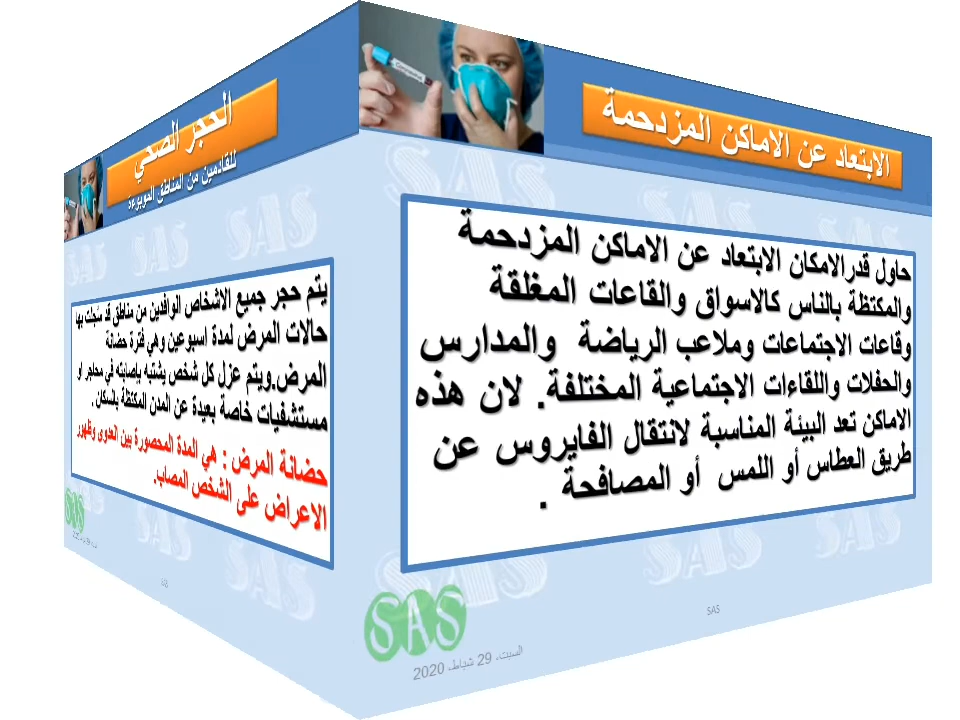 الابتعاد عن الاماكن المزدحمة
حاول قدرالامكان الابتعاد عن الاماكن المزدحمة
والمكتظة بالناس كالاسواق والقاعات المغلقة
وقاعات الاجتماعات وملاعب الرياضة والمدارس
والحفلات واللقاءات الاجتماعية المختلفة. لان هذه
الاماكن تعد البيئة المناسبة لانتقال الفايروس عن
طريق العطاس أو اللمس أو المصافحة .
SAS
SAS
السبت، 29 شباط، 2020
الحجر الصحي
للقادمين من المناطق الموبوءة
يتم حجر جميع الاشخاص الوافدين من مناطق قد سجلت بها
حالات المرض لمدة اسبوعين وهي فترة حضانة
المرض.ويتم عزل كل شخص يشتبه بإصابته في محاجر او
مستشفيات خاصة بعيدة عن المدن المكتظة بالسكان .
حضانة المرض : هي المدة المحصورة بين العدوى وظهور
الاعراض على الشخص المصاب.
SAS